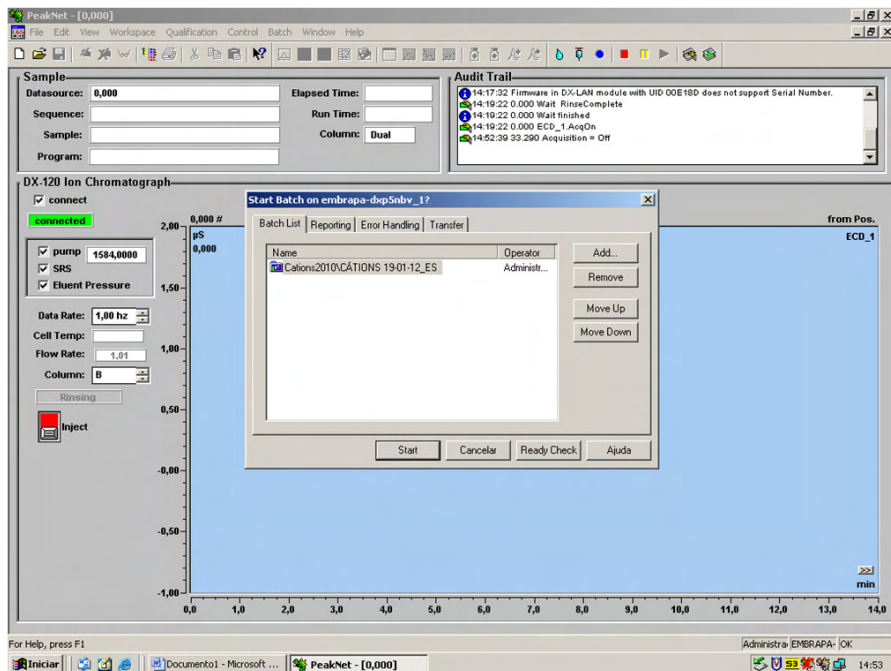 PeakNet - [0,000]
File Edit View Workspace Qualification Control Batch Window Help
Sample
Datasource: 0,000
Elapsed Time:
Sequence:
Run Time:
Sample:
Column: Dual
Program:
Audit Trail
14:17:32 Firmware in DX-LAN module with UID 00E18D does not support Serial Number.
14:19:22 0.000 Wait RinseComplete
14:19:22 0.000 Wait finished
14:19:22 0.000 ECD_1.AcqOn
14:52:39 33.290 Acquisition = Off
DX-120 Ion Chromatograph
connect
connected
pump 1584,0000
SRS
Eluent Pressure
Data Rate: 1,00 hz
Cell Temp:
Flow Rate: 1,01
Column: B
Rinsing
Inject
0,000 #
from Pos.
2,00
µS
ECD_1
0,000
1,50
1,00
0,50
-0,00
-0,50
-1,00
min
0,0 1,0 2,0 3,0 4,0 5,0 6,0 7,0 8,0 9,0 10,0 11,0 12,0 13,0 14,0
Start Batch on embrapa-dxp5nbv_1?
Batch List Reporting Error Handling Transfer
Name Operator
Cations2010\CÁTIONS 19-01-12_ES Administr...
Add...
Remove
Move Up
Move Down
Start Cancelar Ready Check Ajuda
For Help, press F1
Administra EMBRAPA- OK
Iniciar Documento1 - Microsoft ... PeakNet - [0,000] 14:53